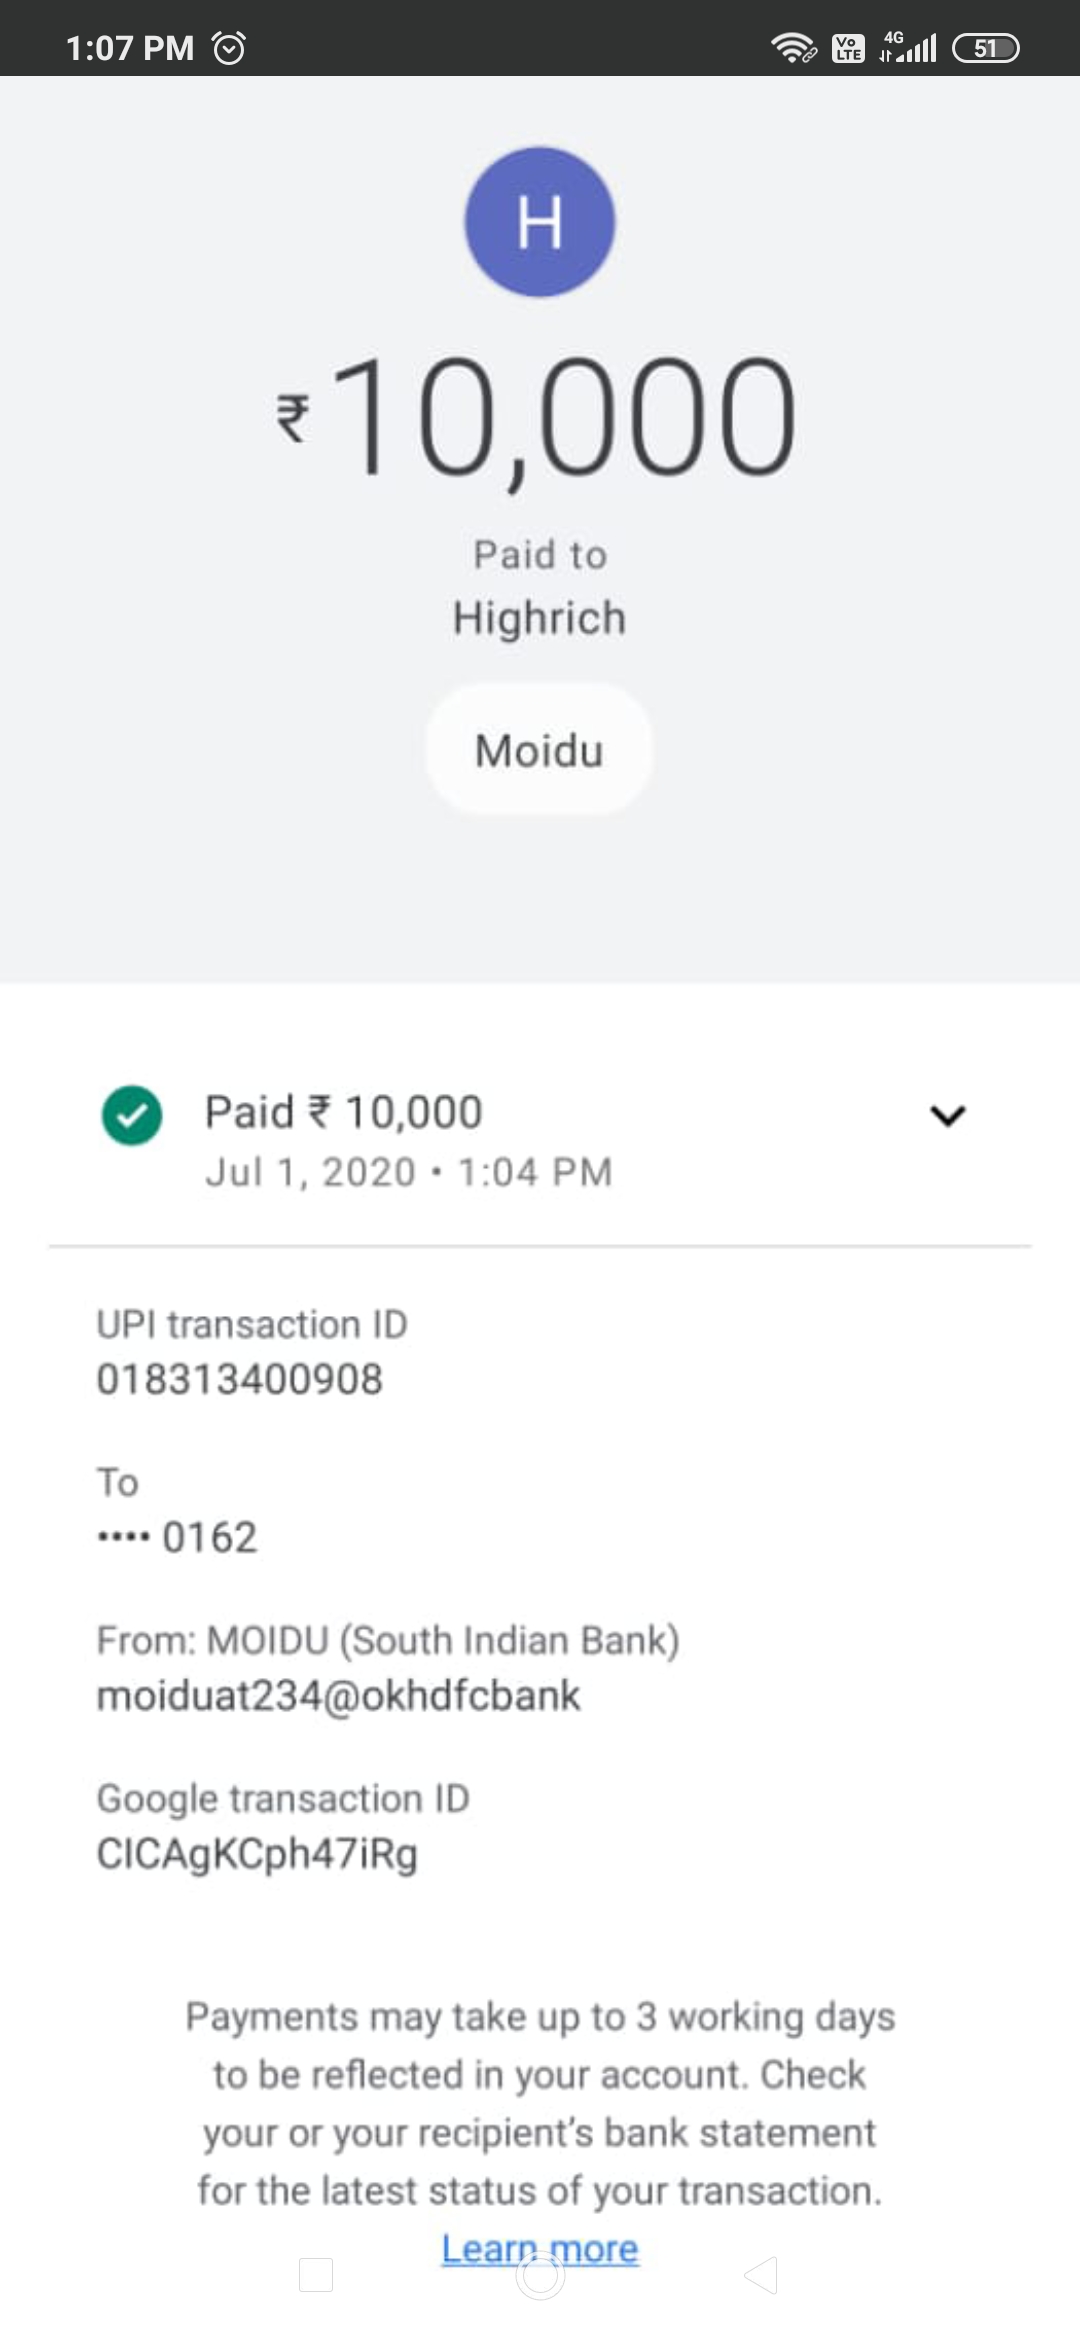 1:07 PM
Vo LTE 4G 51
H
₹10,000
Paid to
Highrich
Moidu
Paid ₹ 10,000
Jul 1, 2020 • 1:04 PM
UPI transaction ID
018313400908
To
•••• 0162
From: MOIDU (South Indian Bank)
moiduat234@okhdfcbank
Google transaction ID
CICAgKCph47iRg
Payments may take up to 3 working days
to be reflected in your account. Check
your or your recipient's bank statement
for the latest status of your transaction.
Learn more